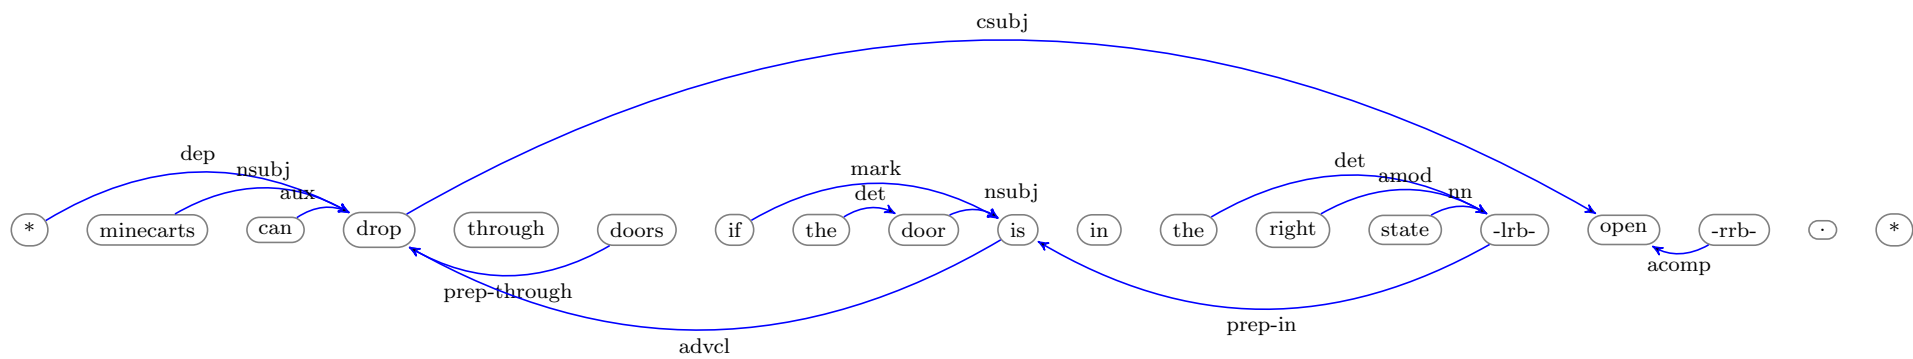 csubj
dep
nsubj
aux
mark
det
nsubj
det
amod
nn
* minecarts can drop through doors if the door is in the right state -lrb- open -rrb- . *
acomp
prep-through
prep-in
advcl